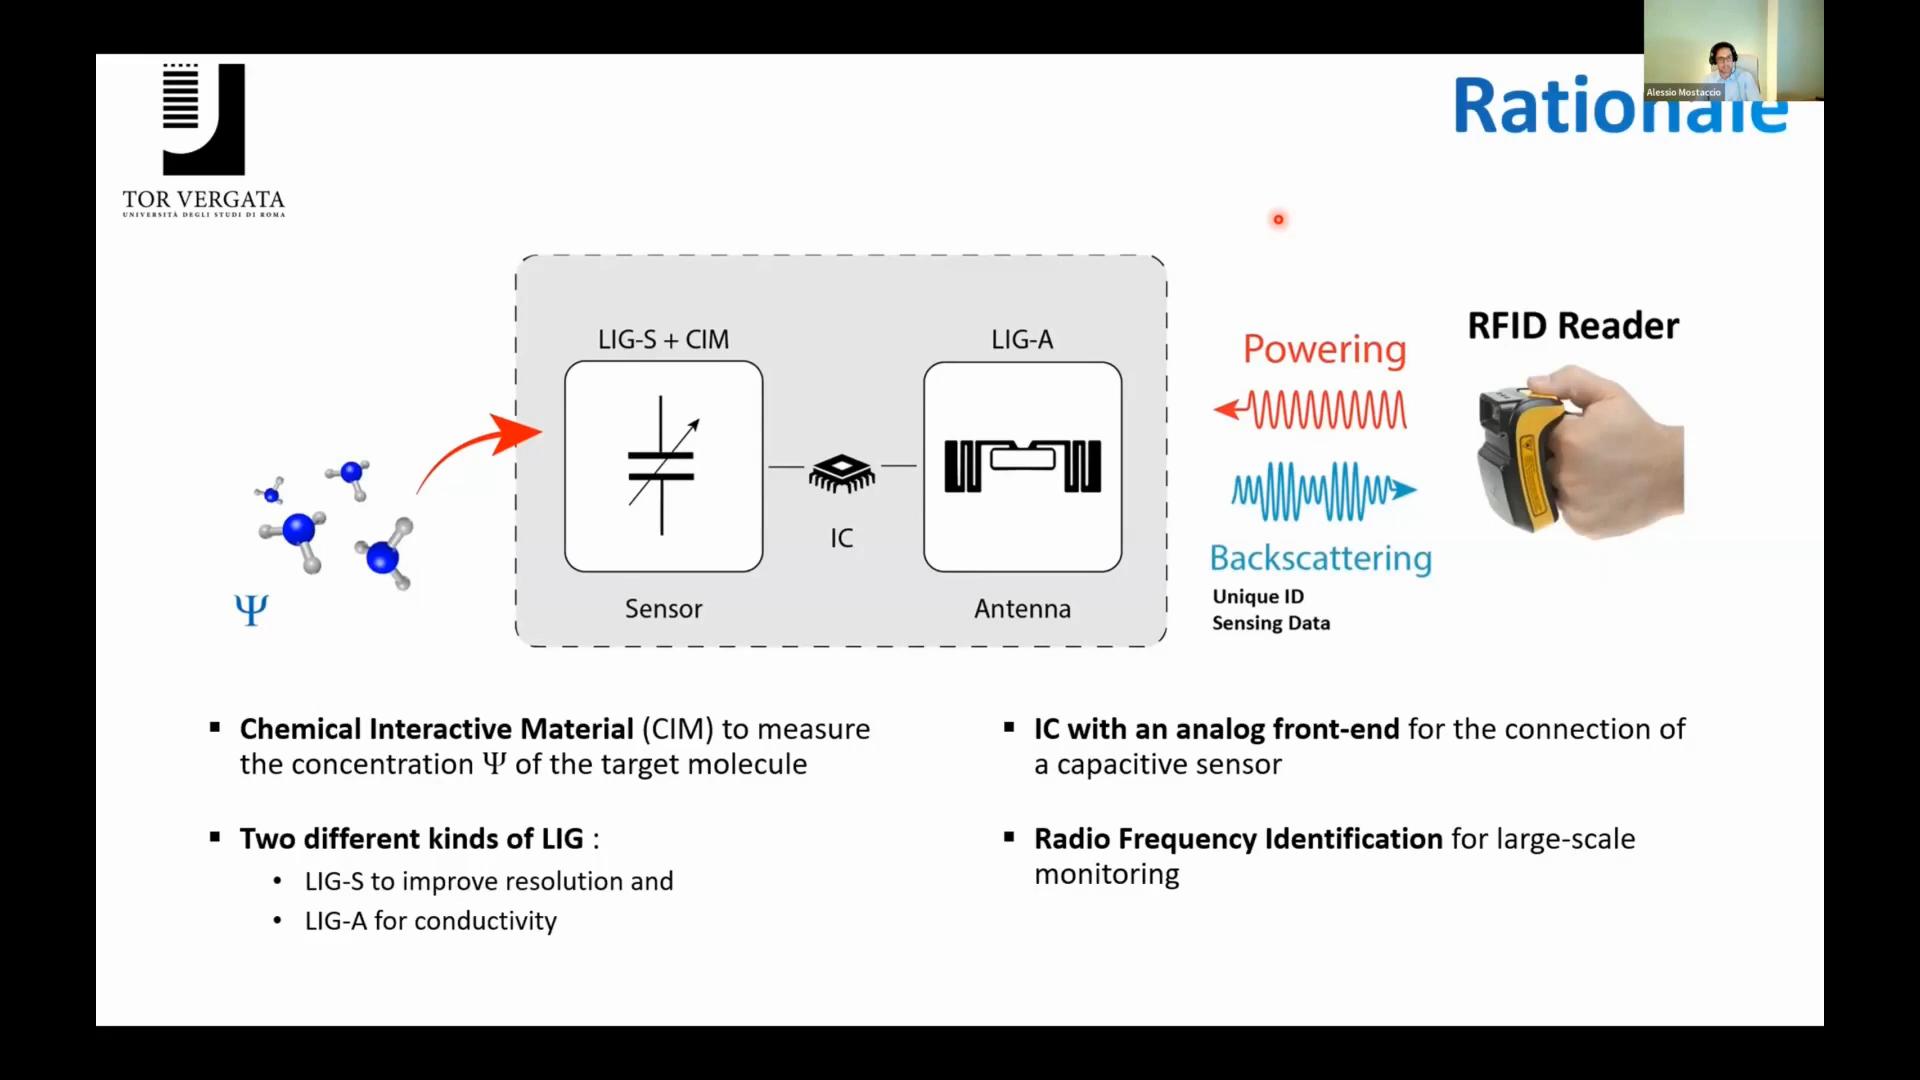 TOR VERGATA
UNIVERSITÀ DEGLI STUDI DI ROMA
Rationale
Alessio Mostaccio
LIG-S + CIM
LIG-A
IC
Sensor
Antenna
Ψ
Powering
Backscattering
Unique ID
Sensing Data
RFID Reader
▪ Chemical Interactive Material (CIM) to measure
the concentration Ψ of the target molecule
▪ Two different kinds of LIG :
• LIG-S to improve resolution and
• LIG-A for conductivity
▪ IC with an analog front-end for the connection of
a capacitive sensor
▪ Radio Frequency Identification for large-scale
monitoring